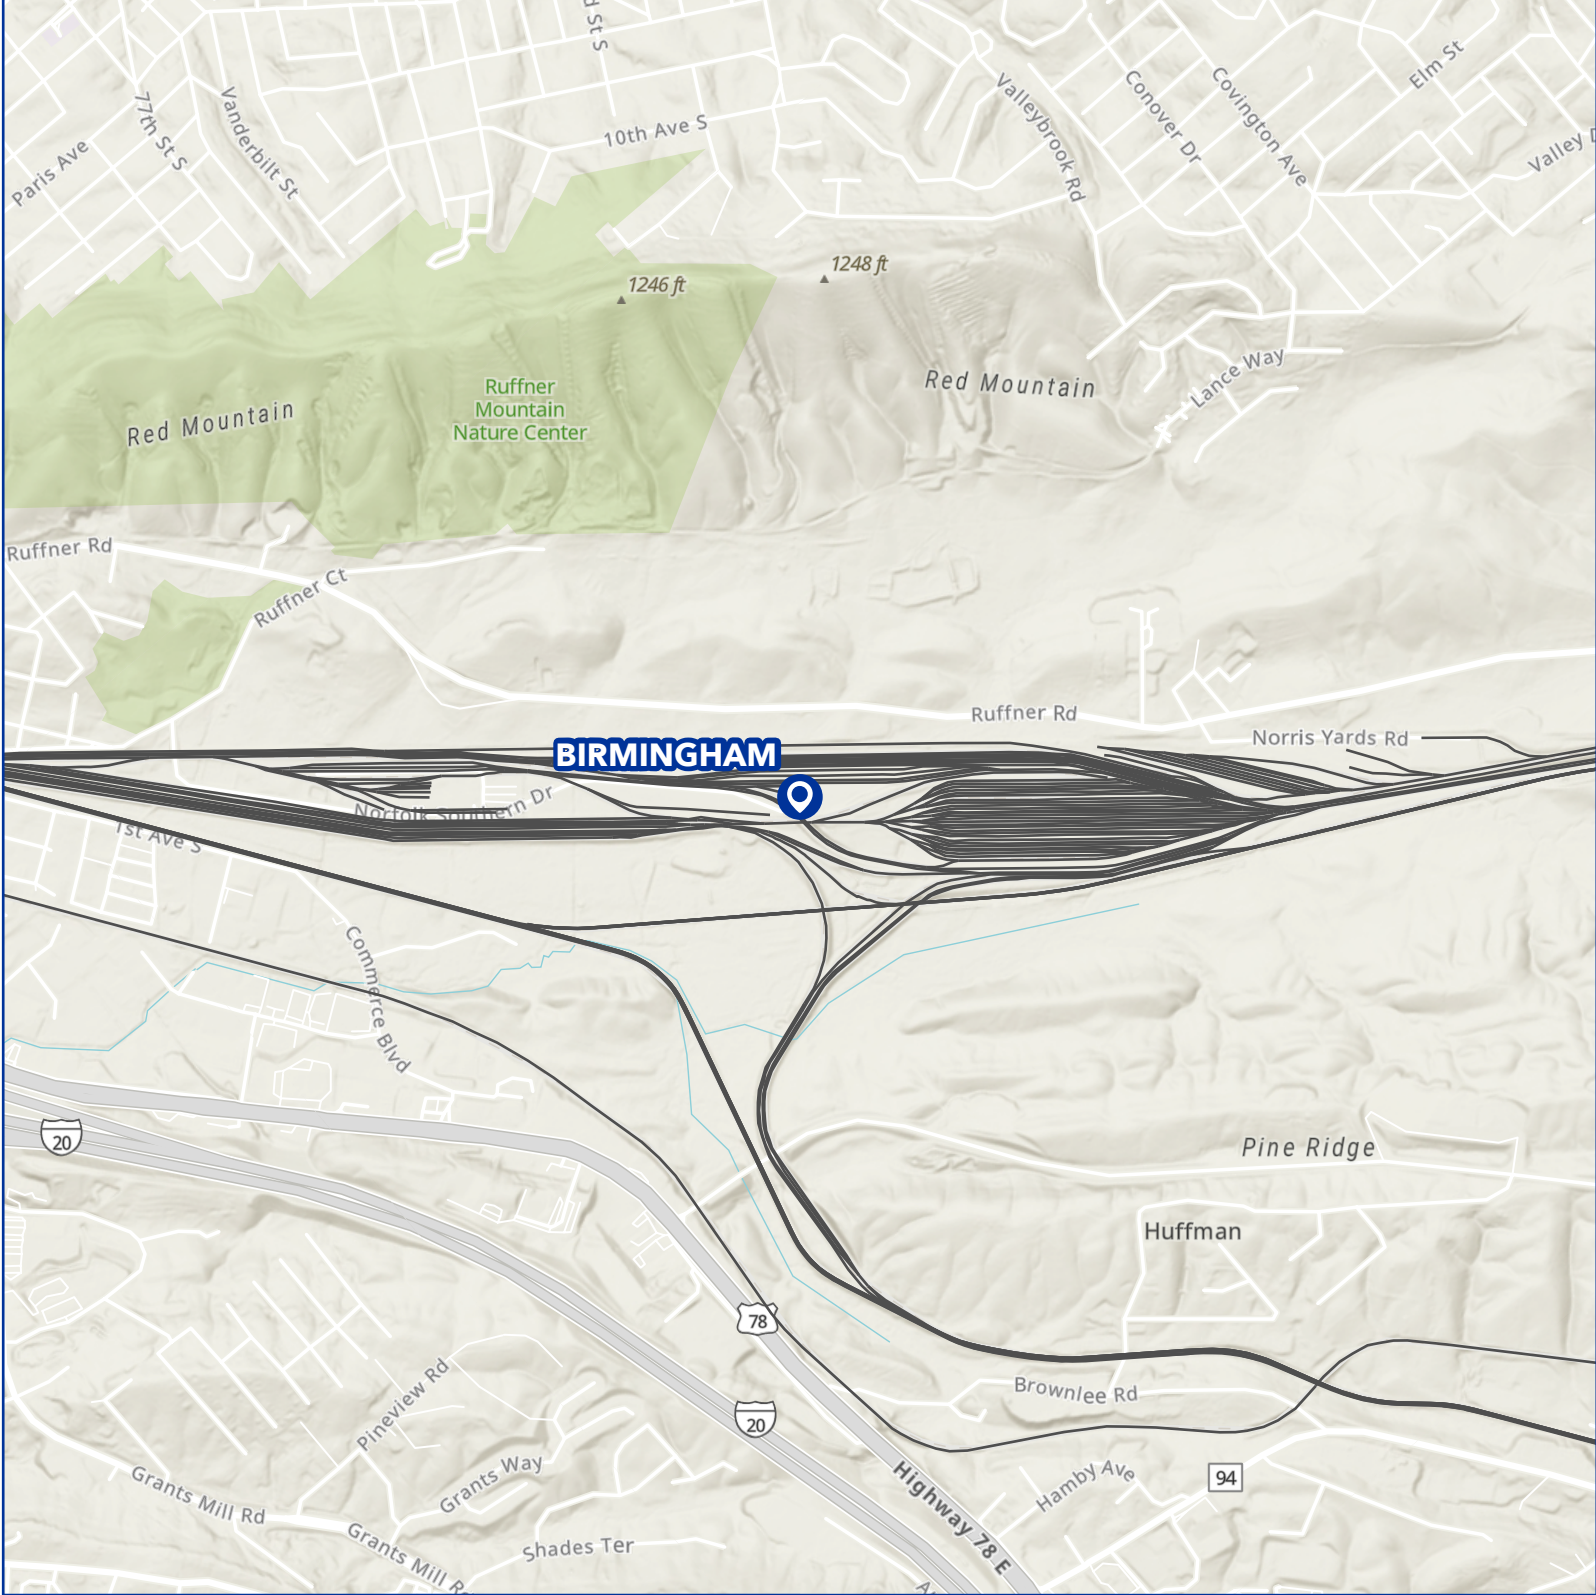 d St S
Elm St
Valleybrook Rd
Conover Dr
Covington Ave
77th St S
Vanderbilt St
10th Ave S
Valley
Paris Ave
1248 ft
1246 ft
Lance Way
Red Mountain
Ruffner
Mountain
Nature Center
Red Mountain
Ruffner Rd
Ruffner Ct
Ruffner Rd
Norris Yards Rd
BIRMINGHAM
Norfolk Southern Dr
1st Ave S
Commerce Blvd
20
Pine Ridge
Huffman
78
Pineview Rd
Brownlee Rd
20
Grants Way
Highway 78 E
Hamby Ave
94
Grants Mill Rd
Grants Mill R
Shades Ter